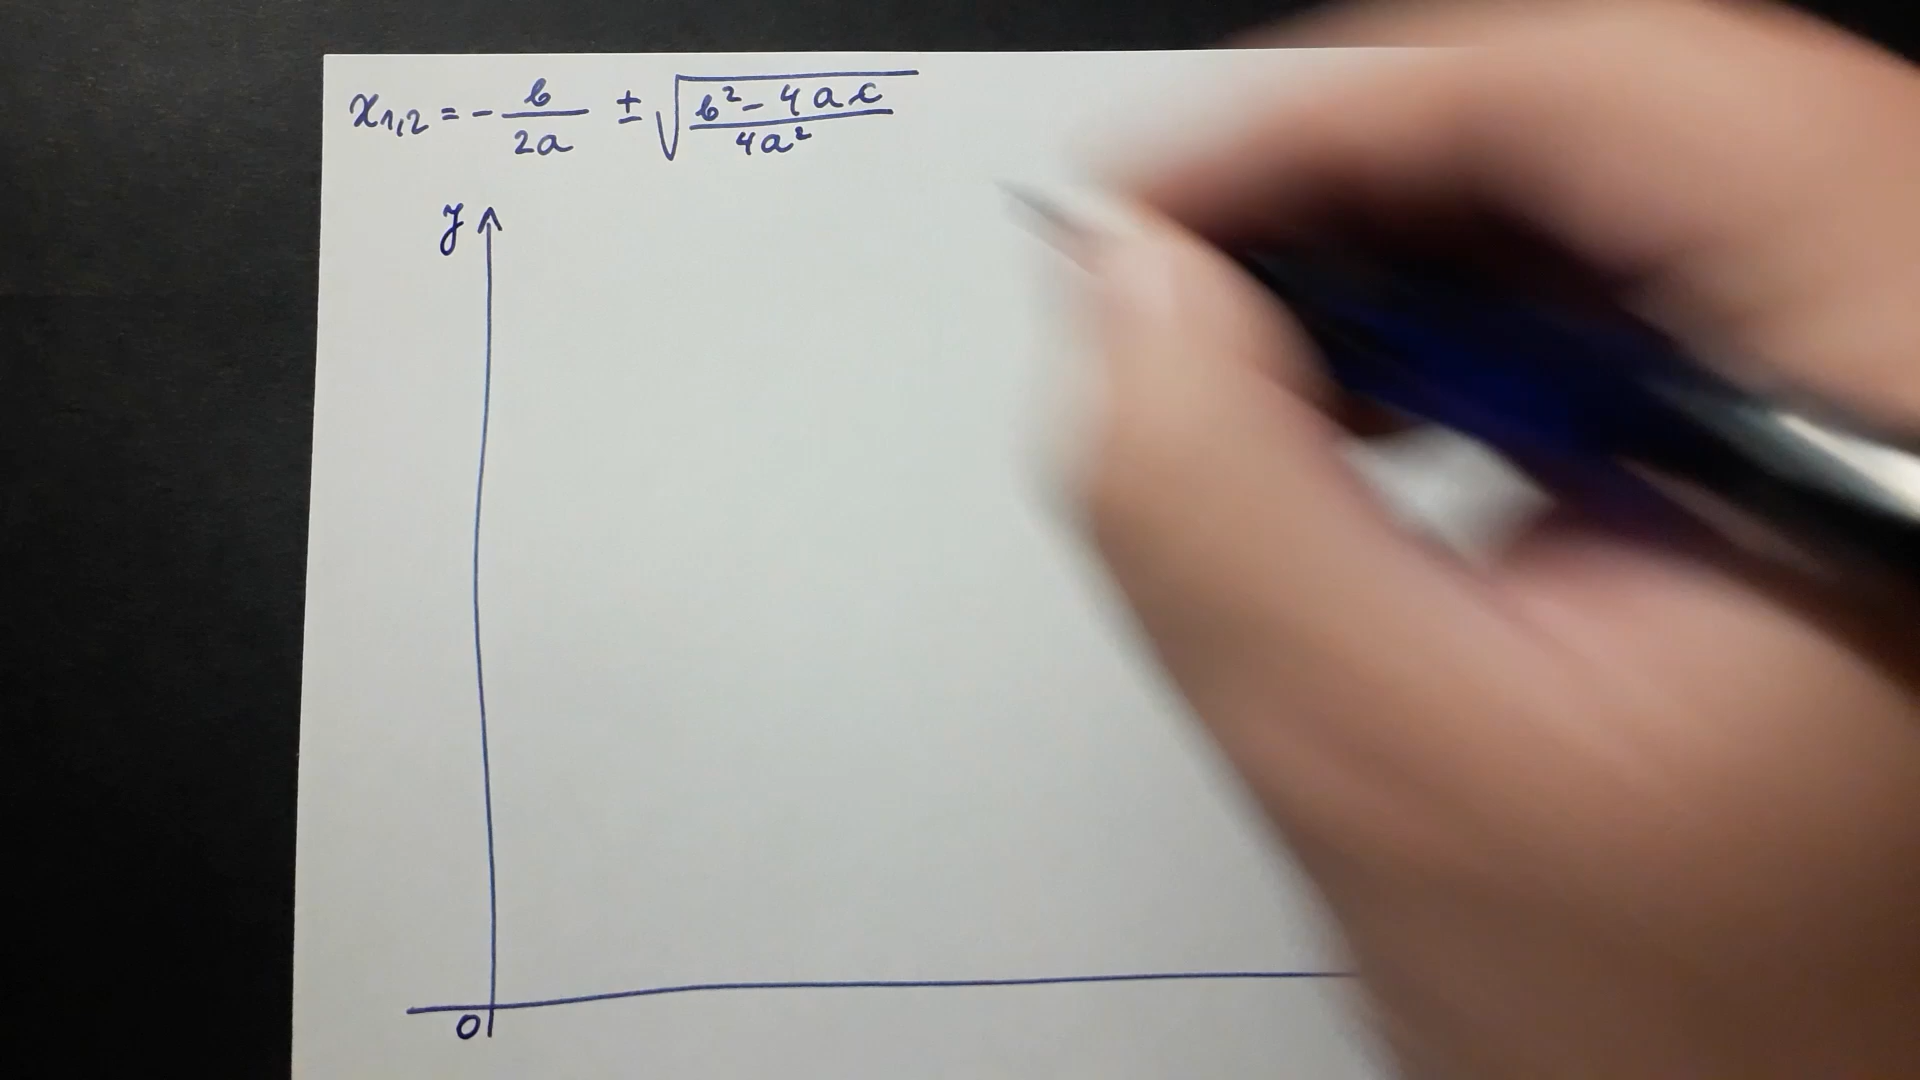 x₁,₂ = - b/2a ± √((b² - 4ac)/4a²)
y
0